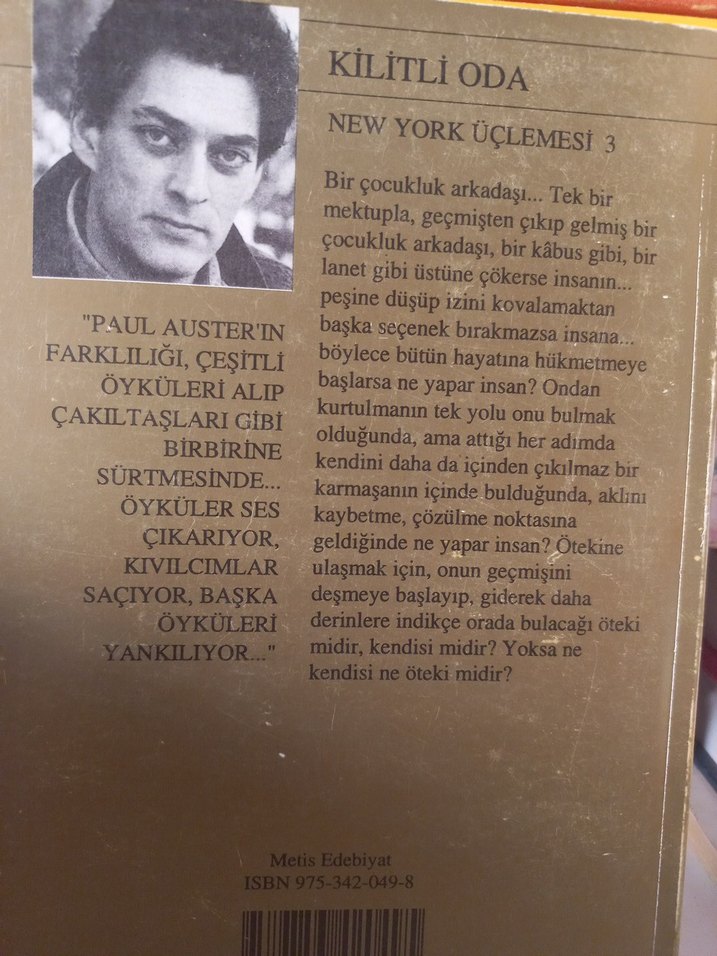 KİLİTLİ ODA
NEW YORK ÜÇLEMESİ 3
Bir çocukluk arkadaşı... Tek bir
mektupla, geçmişten çıkıp gelmiş bir
çocukluk arkadaşı, bir kâbus gibi, bir
lanet gibi üstüne çökerse insanın...
peşine düşüp izini kovalamaktan
başka seçenek bırakmazsa insana...
böylece bütün hayatına hükmetmeye
başlarsa ne yapar insan? Ondan
kurtulmanın tek yolu onu bulmak
olduğunda, ama attığı her adımda
kendini daha da içinden çıkılmaz bir
karmaşanın içinde bulduğunda, aklını
kaybetme, çözülme noktasına
geldiğinde ne yapar insan? Ötekine
ulaşmak için, onun geçmişini
deşmeye başlayıp, giderek daha
derinlere indikçe orada bulacağı öteki
midir, kendisi midir? Yoksa ne
kendisi ne öteki midir?
"PAUL AUSTER'IN
FARKLILIĞI, ÇEŞİTLİ
ÖYKÜLERİ ALIP
ÇAKILTAŞLARI GİBİ
BİRBİRİNE
SÜRTMESİNDE...
ÖYKÜLER SES
ÇIKARIYOR,
KIVILCIMLAR
SAÇIYOR, BAŞKA
ÖYKÜLERİ
YANKILIYOR..."
Metis Edebiyat
ISBN 975-342-049-8